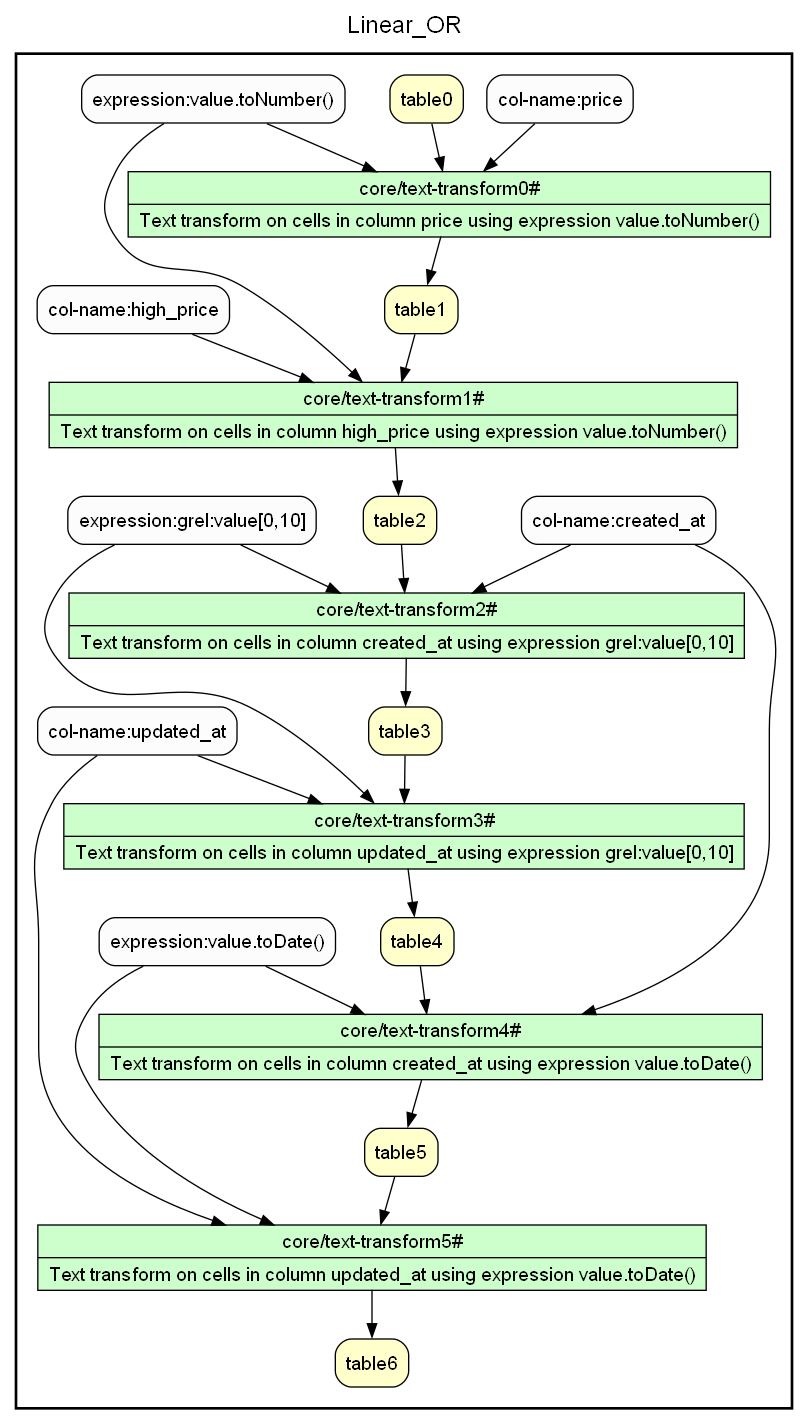 Linear_OR
expression:value.toNumber()
table0
col-name:price
core/text-transform0#
Text transform on cells in column price using expression value.toNumber()
col-name:high_price
table1
core/text-transform1#
Text transform on cells in column high_price using expression value.toNumber()
expression:grel:value[0,10]
table2
col-name:created_at
core/text-transform2#
Text transform on cells in column created_at using expression grel:value[0,10]
col-name:updated_at
table3
core/text-transform3#
Text transform on cells in column updated_at using expression grel:value[0,10]
expression:value.toDate()
table4
core/text-transform4#
Text transform on cells in column created_at using expression value.toDate()
table5
core/text-transform5#
Text transform on cells in column updated_at using expression value.toDate()
table6